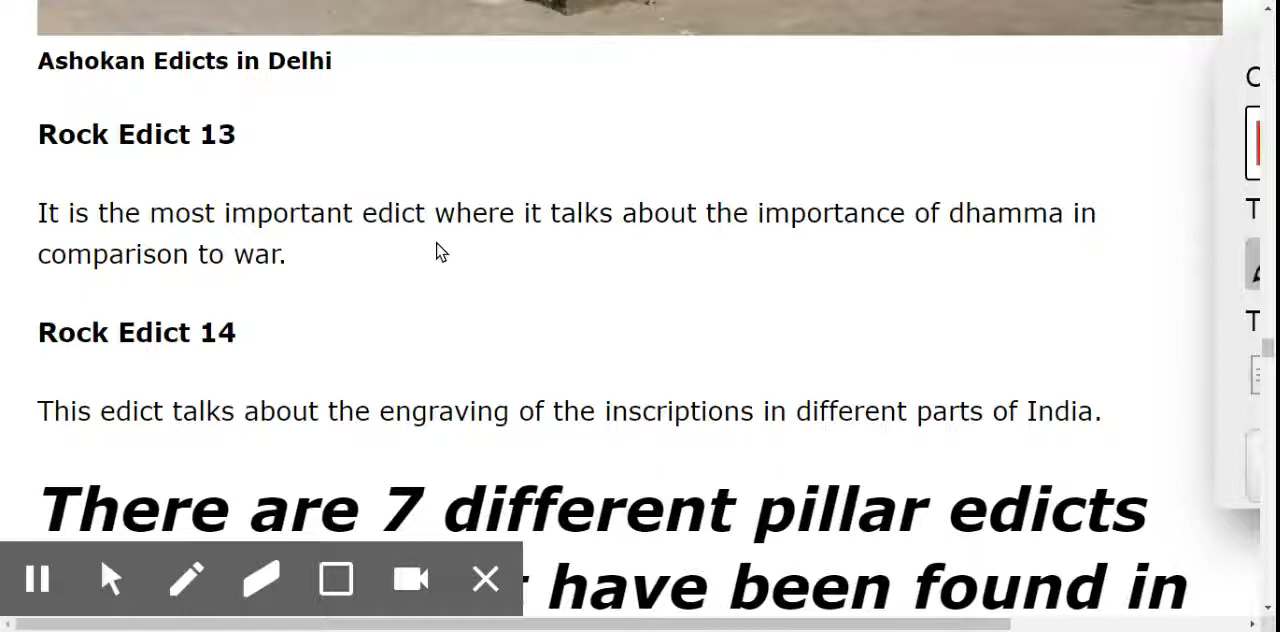 Ashokan Edicts in Delhi
Rock Edict 13
It is the most important edict where it talks about the importance of dhamma in
comparison to war.
Rock Edict 14
This edict talks about the engraving of the inscriptions in different parts of India.
There are 7 different pillar edicts
have been found in